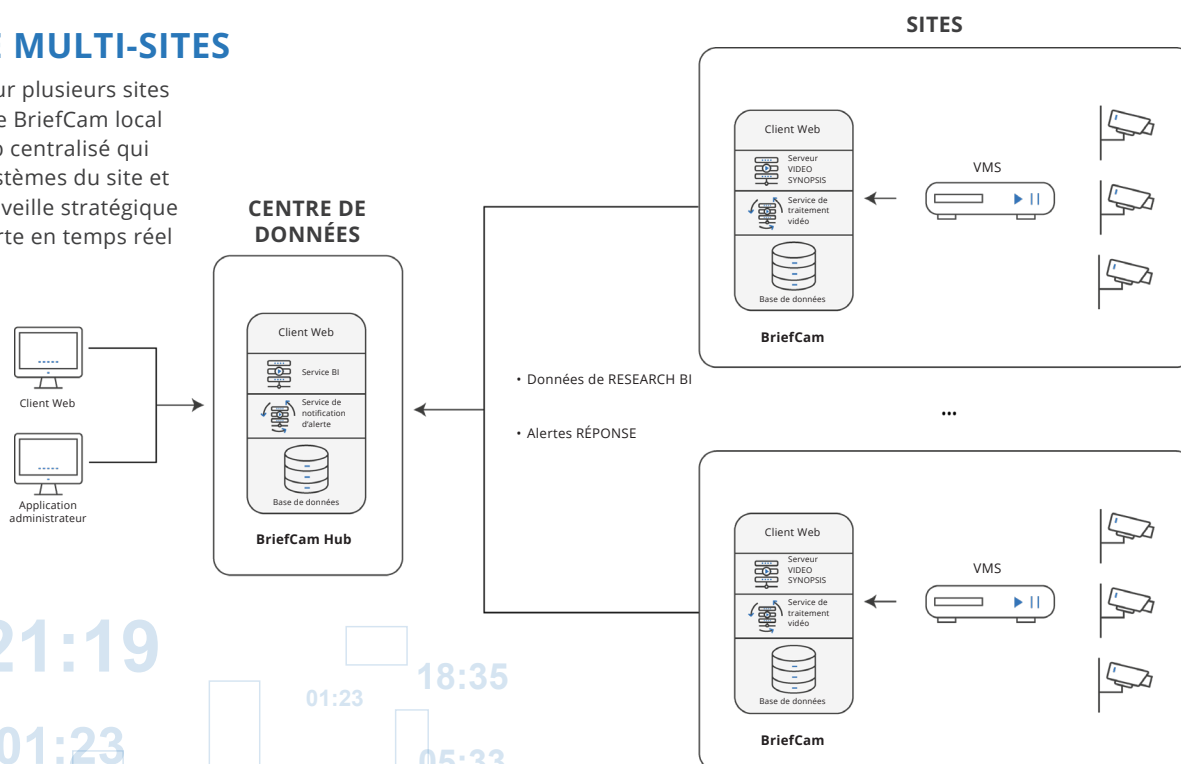 E MULTI-SITES
ur plusieurs sites
e BriefCam local
centralisé qui
stèmes du site et
veille stratégique
rte en temps réel
CENTRE DE
DONNÉES
Client Web
Service BI
Service de
notification
d'alerte
Base de données
BriefCam Hub
Client Web
Application
administrateur
• Données de RESEARCH BI
• Alertes RÉPONSE
SITES
Client Web
Serveur
VIDEO
SYNOPSIS
Service de
traitement
vidéo
Base de données
BriefCam
VMS
...
Client Web
Serveur
VIDEO
SYNOPSIS
Service de
traitement
vidéo
Base de données
BriefCam
VMS
21:19
18:35
01:23
01:23
05:33